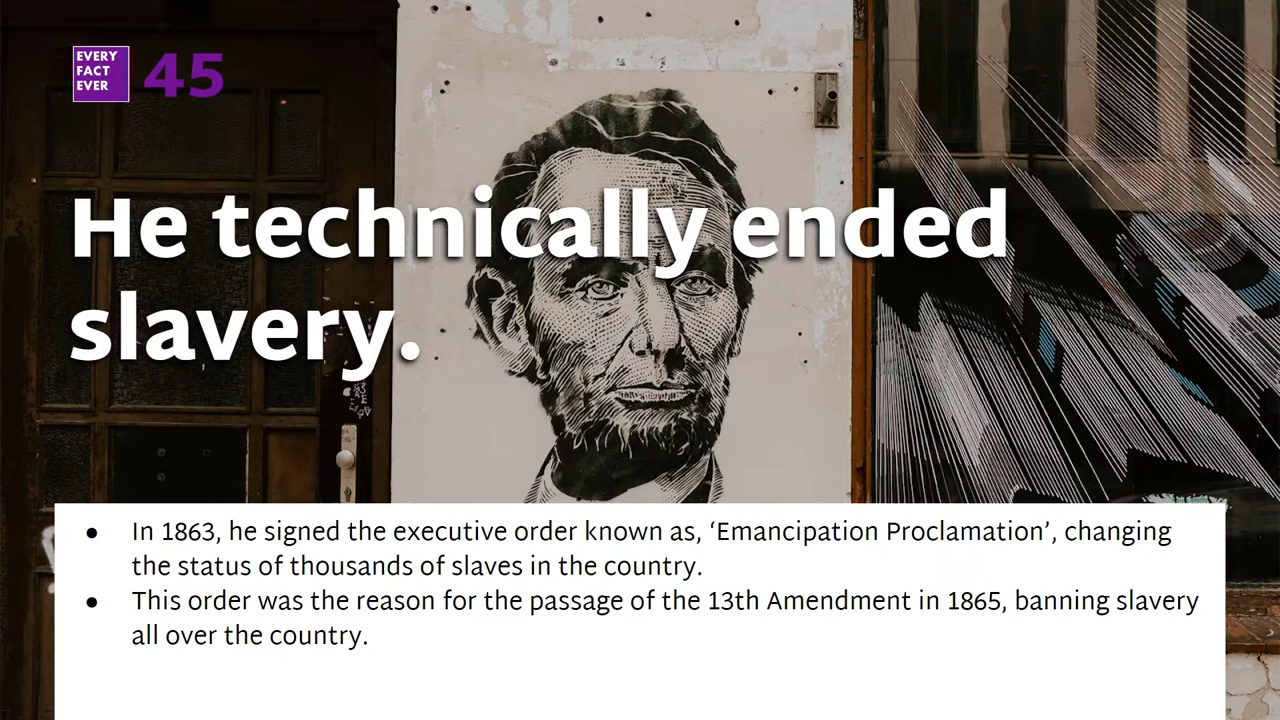 EVERY
FACT
EVER
45
He technically ended
slavery.
● In 1863, he signed the executive order known as, ‘Emancipation Proclamation’, changing
the status of thousands of slaves in the country.
● This order was the reason for the passage of the 13th Amendment in 1865, banning slavery
all over the country.